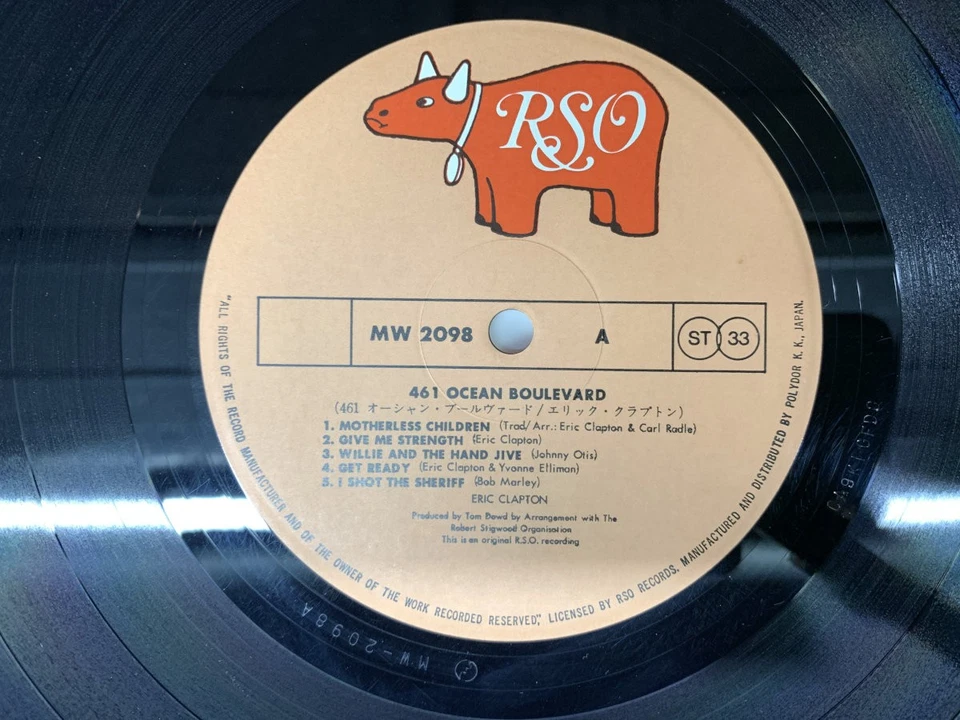 RSO
MW 2098 A ST 33
461 OCEAN BOULEVARD
(461 オーシャン・ブールヴァード/エリック・クラプトン)
1. MOTHERLESS CHILDREN (Trad/Arr.: Eric Clapton & Carl Radle)
2. GIVE ME STRENGTH (Eric Clapton)
3. WILLIE AND THE HAND JIVE (Johnny Otis)
4. GET READY (Eric Clapton & Yvonne Elliman)
5. I SHOT THE SHERIFF (Bob Marley)
ERIC CLAPTON
Produced by Tom Dowd by Arrangement with The
Robert Stigwood Organisation
This is an original R.S.O. recording
"ALL RIGHTS OF THE RECORD MANUFACTURER AND OF THE OWNER OF THE WORK RECORDED RESERVED", LICENSED BY RSO RECORDS. MANUFACTURED AND DISTRIBUTED BY POLYDOR K. K., JAPAN.
MW-2098A